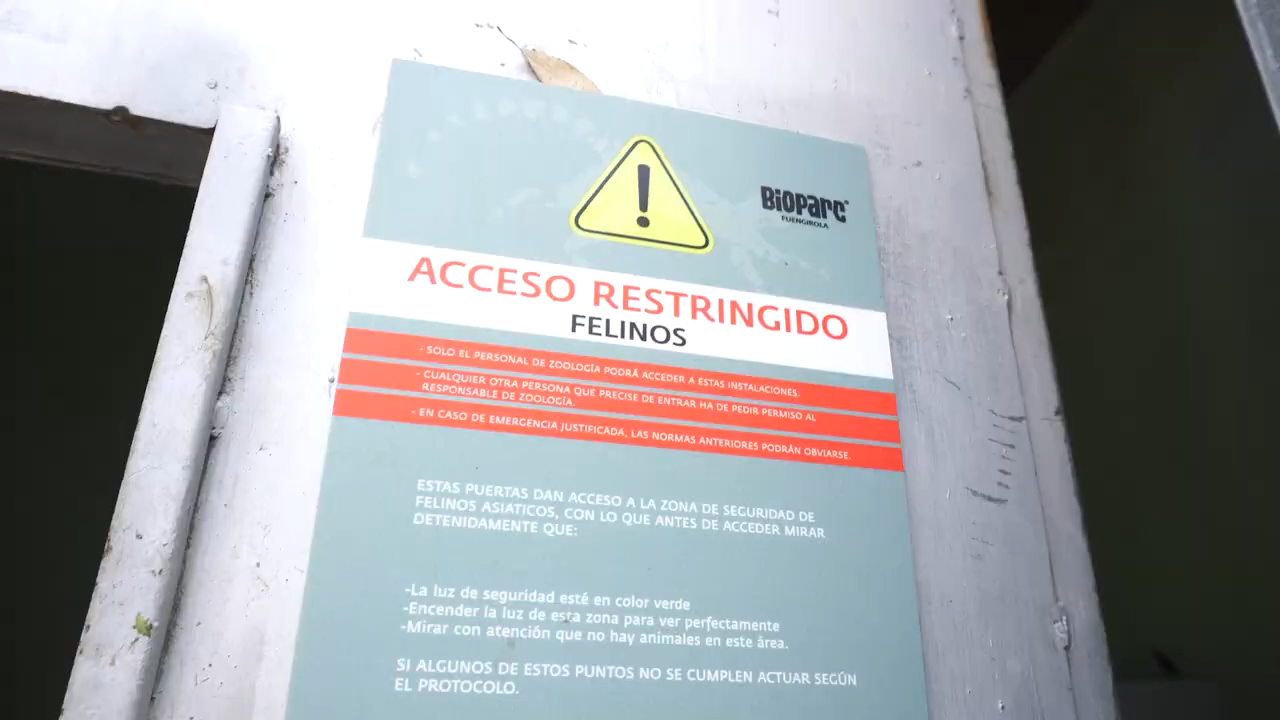 BIOPARC
FUENGIROLA
ACCESO RESTRINGIDO
FELINOS
- SOLO EL PERSONAL DE ZOOLOGÍA PODRÁ ACCEDER A ESTAS INSTALACIONES.
- CUALQUIER OTRA PERSONA QUE PRECISE DE ENTRAR HA DE PEDIR PERMISO AL
RESPONSABLE DE ZOOLOGÍA.
- EN CASO DE EMERGENCIA JUSTIFICADA, LAS NORMAS ANTERIORES PODRÁN OBVIARSE.
ESTAS PUERTAS DAN ACCESO A LA ZONA DE SEGURIDAD DE
FELINOS ASIATICOS, CON LO QUE ANTES DE ACCEDER MIRAR
DETENIDAMENTE QUE:
-La luz de seguridad esté en color verde
-Encender la luz de esta zona para ver perfectamente
-Mirar con atención que no hay animales en este área.
SI ALGUNOS DE ESTOS PUNTOS NO SE CUMPLEN ACTUAR SEGÚN
EL PROTOCOLO.